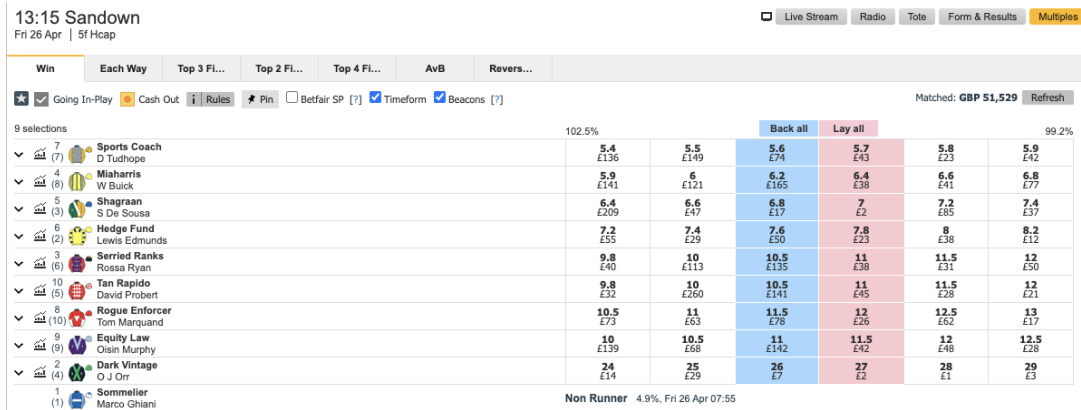 13:15 Sandown
Live Stream Radio Tote Form & Results Multiples
Fri 26 Apr | 5f Hcap
Win Each Way Top 3 Fi... Top 2 Fi... Top 4 Fi... AvB Revers...
Going In-Play Cash Out i Rules Pin Betfair SP [?] Timeform Beacons [?] Matched: GBP 51,529 Refresh
9 selections 102.5% Back all Lay all 99.2%
7 Sports Coach 5.4 5.5 5.6 5.7 5.8 5.9
(7) D Tudhope £136 £149 £74 £43 £23 £42
4 Miaharris 5.9 6 6.2 6.4 6.6 6.8
(8) W Buick £141 £121 £165 £38 £41 £77
5 Shagraan 6.4 6.6 6.8 7 7.2 7.4
(3) S De Sousa £209 £47 £17 £2 £85 £37
6 Hedge Fund 7.2 7.4 7.6 7.8 8 8.2
(2) Lewis Edmunds £55 £29 £50 £23 £38 £12
3 Serried Ranks 9.8 10 10.5 11 11.5 12
(6) Rossa Ryan £40 £113 £135 £38 £31 £50
10 Tan Rapido 9.8 10 10.5 11 11.5 12
(5) David Probert £32 £260 £141 £45 £28 £21
8 Rogue Enforcer 10.5 11 11.5 12 12.5 13
(10) Tom Marquand £73 £63 £78 £26 £62 £17
9 Equity Law 10 10.5 11 11.5 12 12.5
(9) Oisin Murphy £139 £68 £142 £42 £48 £28
2 Dark Vintage 24 25 26 27 28 29
(4) O J Orr £14 £29 £7 £2 £1 £3
1 Sommelier
(1) Marco Ghiani Non Runner 4.9%, Fri 26 Apr 07:55